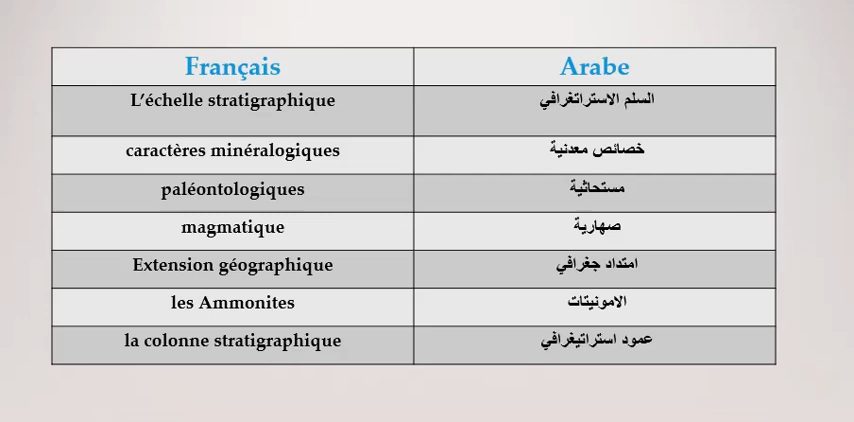 Français
Arabe
L’échelle stratigraphique
السلم الاستراتغرافي
caractères minéralogiques
خصائص معدنية
paléontologiques
مستحاثية
magmatique
صهارية
Extension géographique
امتداد جغرافي
les Ammonites
الامونيتات
la colonne stratigraphique
عمود استراتيغرافي